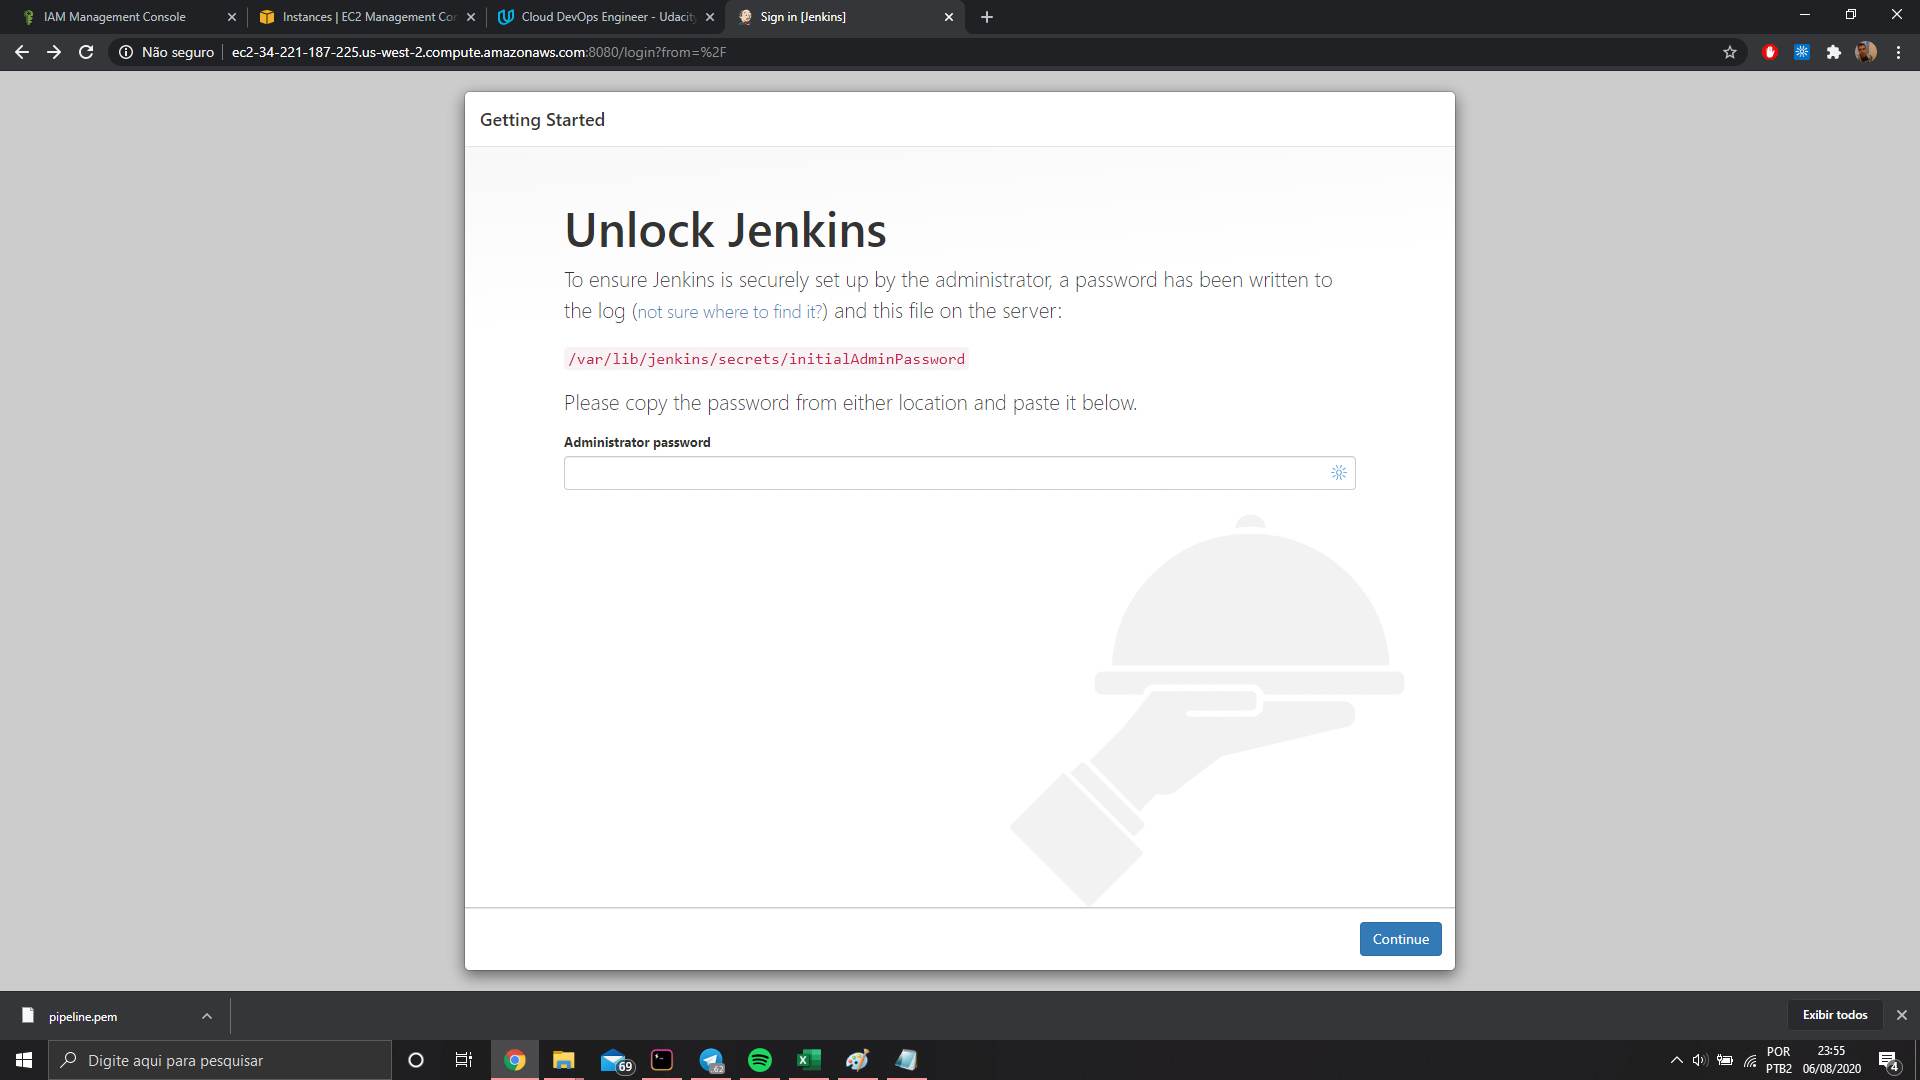 IAM Management Console
Instances | EC2 Management Con
Cloud DevOps Engineer - Udacity
Sign in [Jenkins]
Não seguro
ec2-34-221-187-225.us-west-2.compute.amazonaws.com:8080/login?from=%2F
Getting Started
Unlock Jenkins
To ensure Jenkins is securely set up by the administrator, a password has been written to
the log (not sure where to find it?) and this file on the server:
/var/lib/jenkins/secrets/initialAdminPassword
Please copy the password from either location and paste it below.
Administrator password
Continue
pipeline.pem
Exibir todos
Digite aqui para pesquisar
69
62
POR
PTB2
23:55
06/08/2020
4